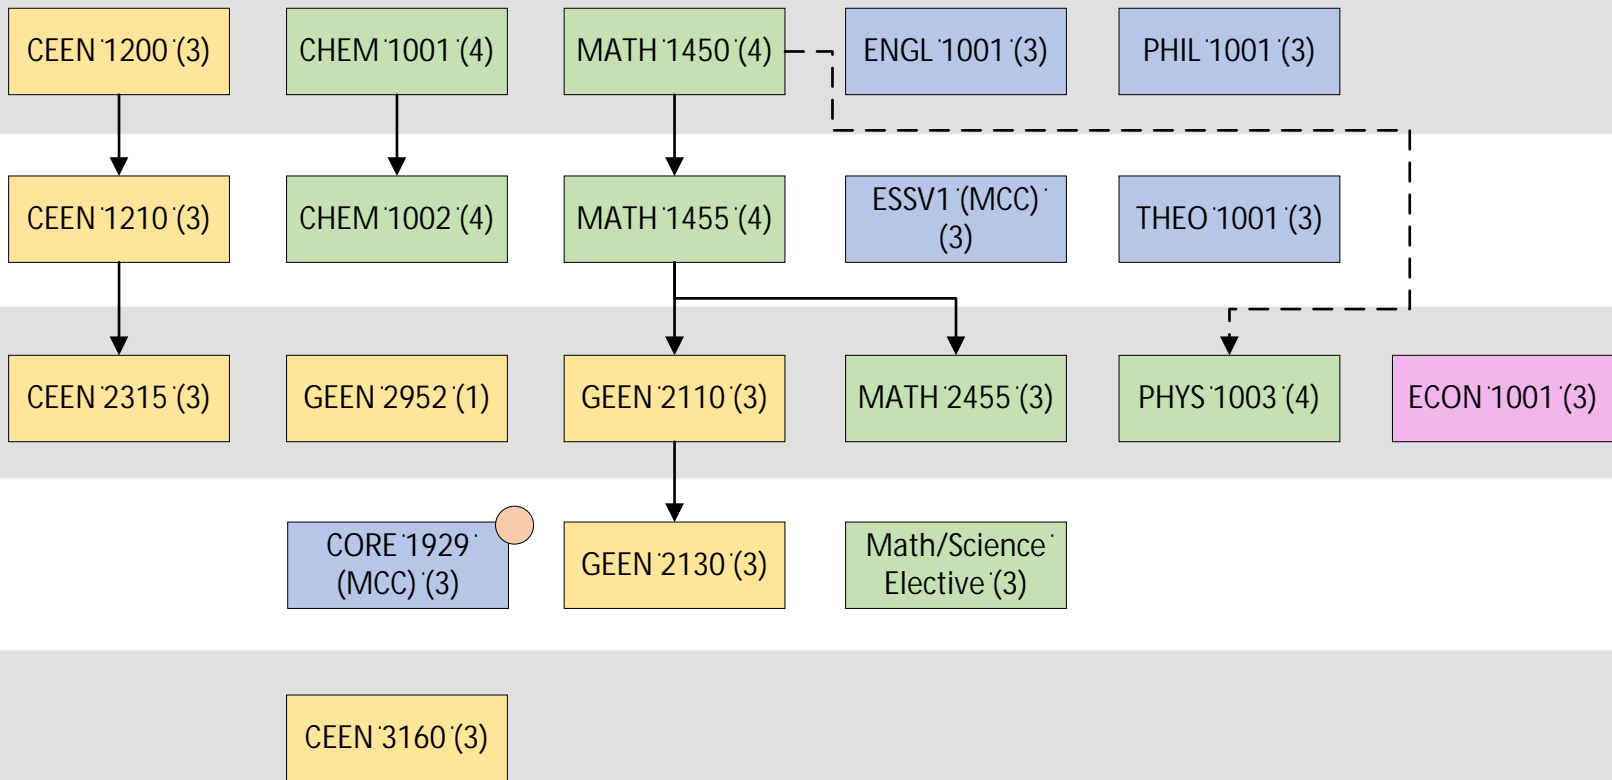 CEEN 1200 (3)
CHEM 1001 (4)
MATH 1450 (4)
ENGL 1001 (3)
PHIL 1001 (3)
CEEN 1210 (3)
CHEM 1002 (4)
MATH 1455 (4)
ESSV1 (MCC)
(3)
THEO 1001 (3)
CEEN 2315 (3)
GEEN 2952 (1)
GEEN 2110 (3)
MATH 2455 (3)
PHYS 1003 (4)
ECON 1001 (3)
CORE 1929
(MCC) (3)
GEEN 2130 (3)
Math/Science
Elective (3)
CEEN 3160 (3)